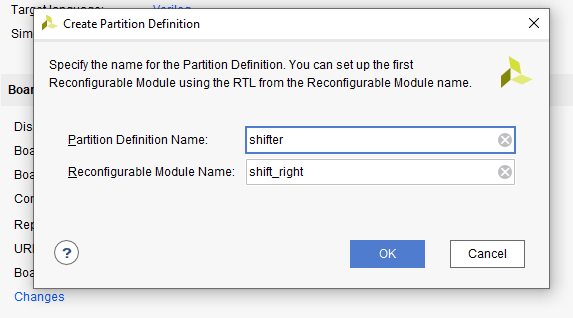 Target language: Verilog
Create Partition Definition
Sim
Specify the name for the Partition Definition. You can set up the first
Reconfigurable Module using the RTL from the Reconfigurable Module name.
Boar
Dis
Partition Definition Name: shifter
Boa
Boa
Reconfigurable Module Name: shift_right
Cor
Rep
URL
? OK Cancel
Boa
Changes